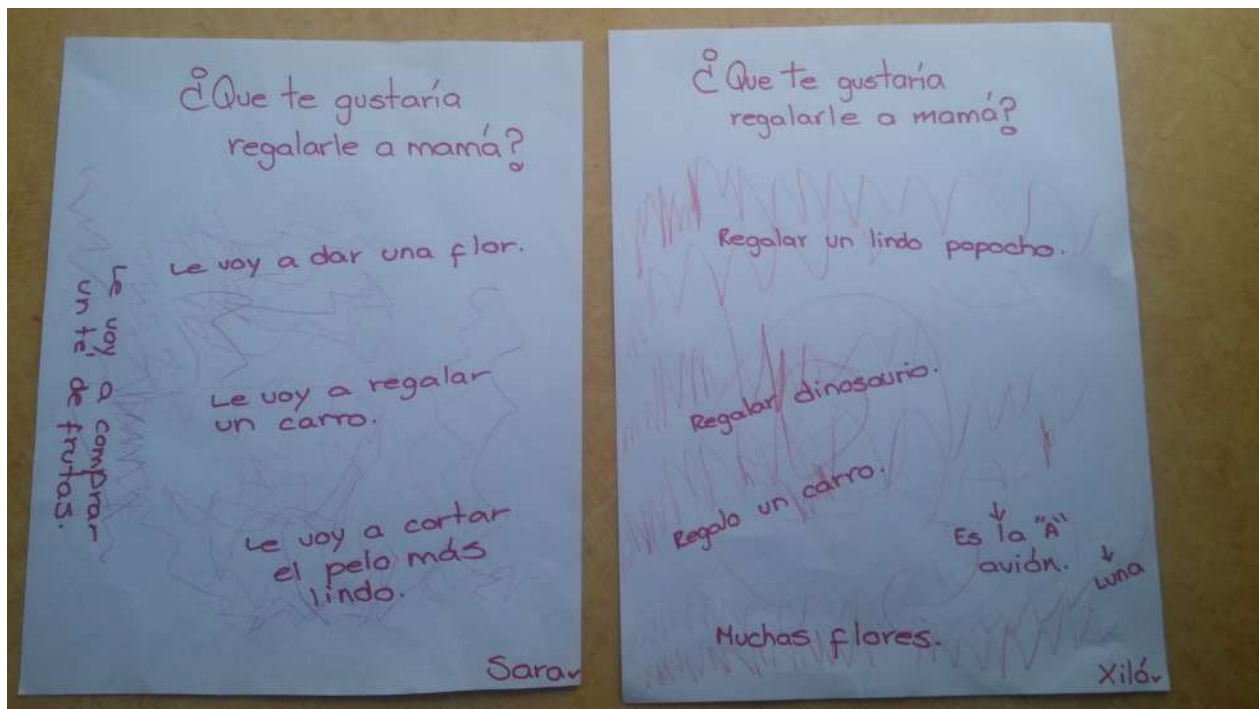 ¿Que te gustaría
regalarle a mamá?
Le voy a dar una flor.
Le voy a regalar
un carro.
Le voy a cortar
el pelo más
lindo.
Le voy a comprar
un té de frutas.
Sara
¿Que te gustaría
regalarle a mamá?
Regalar un lindo popocho.
Regalar dinosaurio.
Regalo un carro.
Es la "A"
avión.
Luna
Muchas flores.
Xiló